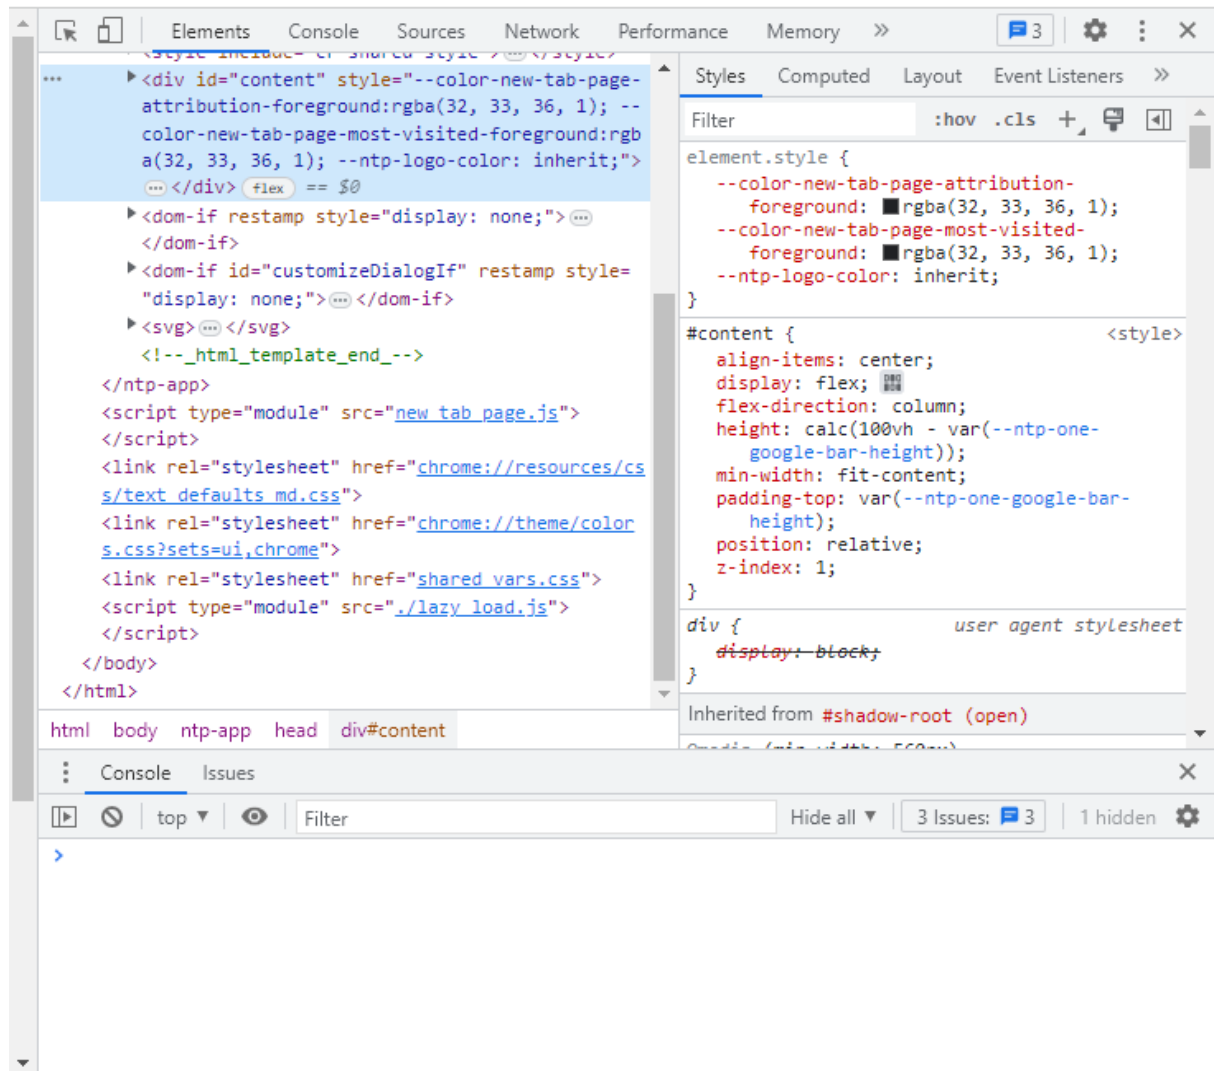 Elements Console Sources Network Performance Memory » 3
<style include="cr-shared-style">…</style>
… <div id="content" style="--color-new-tab-page-
attribution-foreground:rgba(32, 33, 36, 1); --
color-new-tab-page-most-visited-foreground:rgb
a(32, 33, 36, 1); --ntp-logo-color: inherit;">
…</div> flex == $0
<dom-if restamp style="display: none;">…
</dom-if>
<dom-if id="customizeDialogIf" restamp style=
"display: none;">…</dom-if>
<svg>…</svg>
<!--_html_template_end_-->
</ntp-app>
<script type="module" src="new_tab_page.js">
</script>
<link rel="stylesheet" href="chrome://resources/cs
s/text_defaults_md.css">
<link rel="stylesheet" href="chrome://theme/color
s.css?sets=ui,chrome">
<link rel="stylesheet" href="shared_vars.css">
<script type="module" src="./lazy_load.js">
</script>
</body>
</html>
html body ntp-app head div#content
Styles Computed Layout Event Listeners »
Filter :hov .cls +
element.style {
--color-new-tab-page-attribution-
foreground: rgba(32, 33, 36, 1);
--color-new-tab-page-most-visited-
foreground: rgba(32, 33, 36, 1);
--ntp-logo-color: inherit;
}
#content { <style>
align-items: center;
display: flex;
flex-direction: column;
height: calc(100vh - var(--ntp-one-
google-bar-height));
min-width: fit-content;
padding-top: var(--ntp-one-google-bar-
height);
position: relative;
z-index: 1;
}
div { user agent stylesheet
display: block;
}
Inherited from #shadow-root (open)
@media (min-width: 560px)
Console Issues
top ▼ Filter Hide all ▼ 3 Issues: 3 1 hidden
>